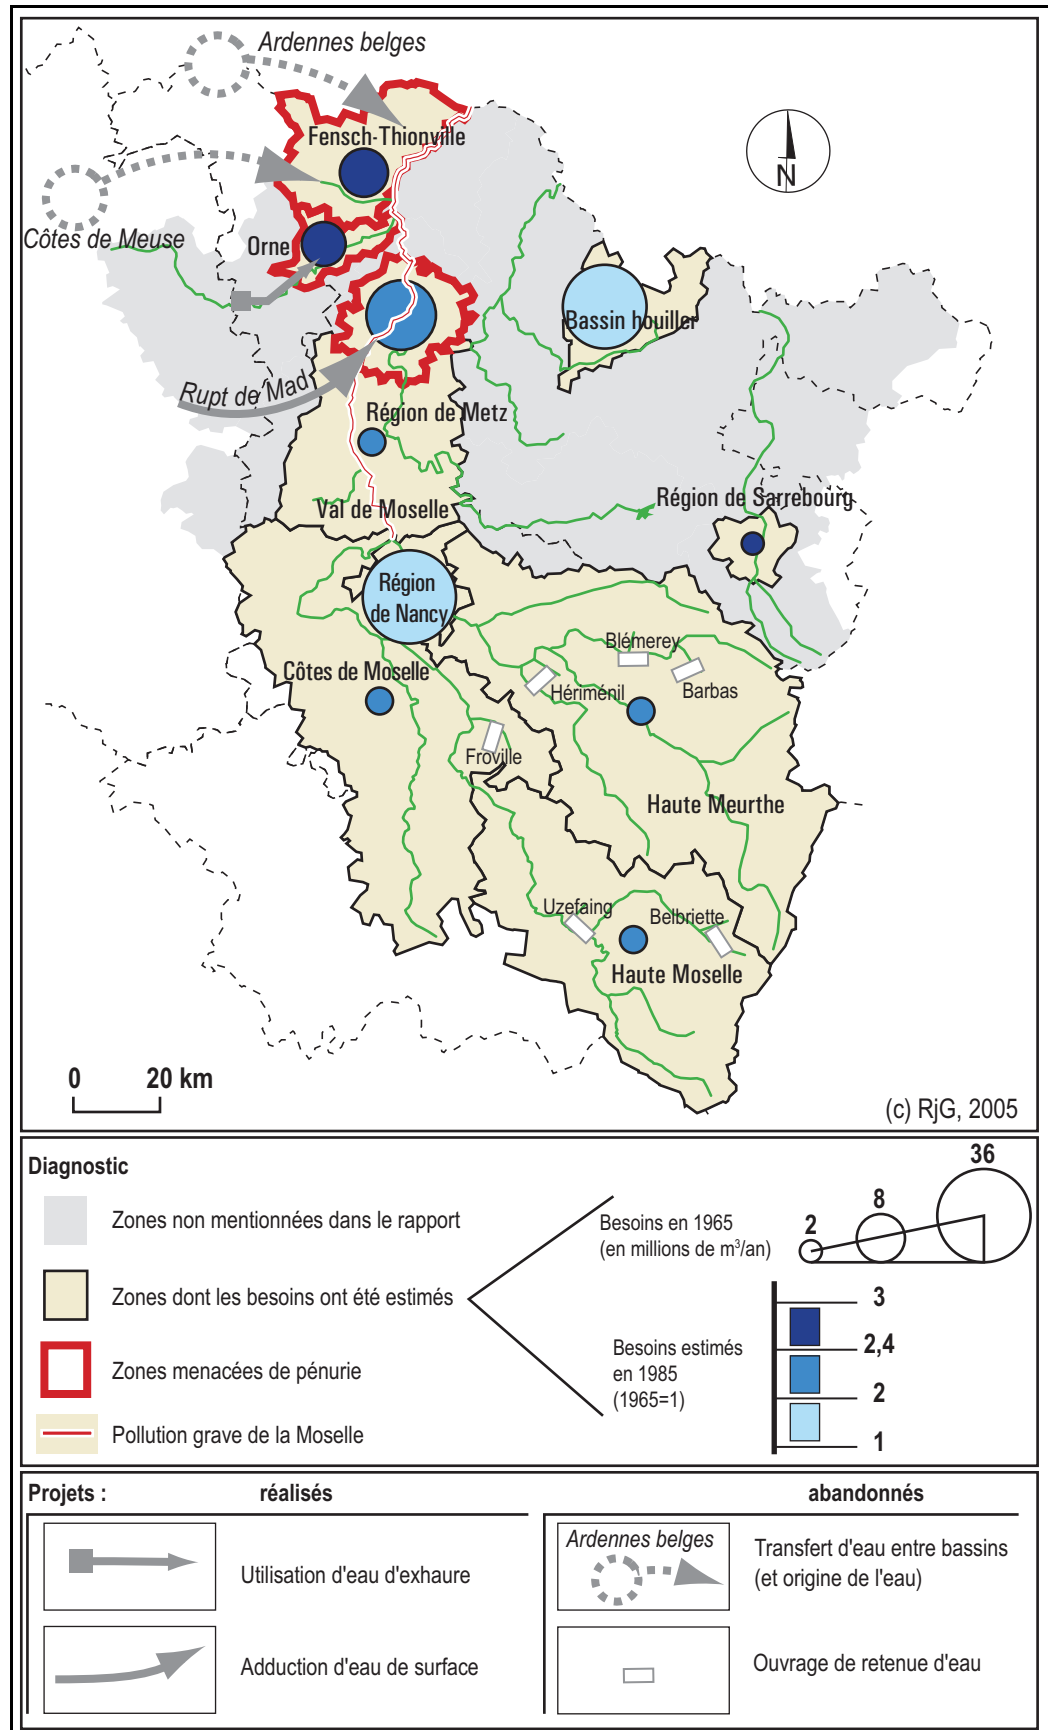 Ardennes belges
Fensch-Thionville
N
Côtes de Meuse
Orne
Bassin houiller
Rupt de Mad
Région de Metz
Région de Sarrebourg
Val de Moselle
Région
de Nancy
Blémerey
Côtes de Moselle
Hériménil
Barbas
Froville
Haute Meurthe
Uzefaing
Belbriette
Haute Moselle
0 20 km
(c) RjG, 2005
Diagnostic
Zones non mentionnées dans le rapport
Zones dont les besoins ont été estimés
Zones menacées de pénurie
Pollution grave de la Moselle
Besoins en 1965
(en millions de m³/an)
2 8 36
Besoins estimés
en 1985
(1965=1)
3
2,4
2
1
Projets : réalisés abandonnés
Utilisation d'eau d'exhaure
Adduction d'eau de surface
Ardennes belges
Transfert d'eau entre bassins
(et origine de l'eau)
Ouvrage de retenue d'eau